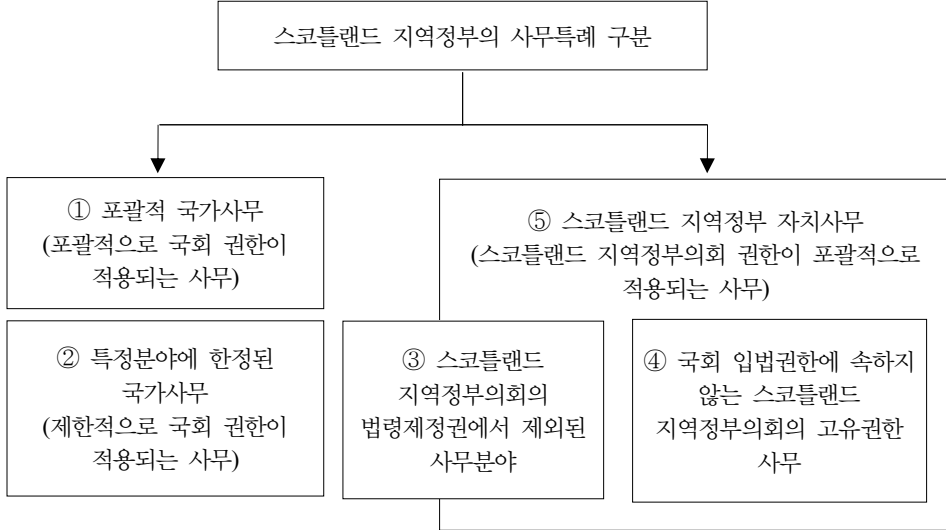 스코틀랜드 지역정부의 사무특례 구분
① 포괄적 국가사무
(포괄적으로 국회 권한이
적용되는 사무)
② 특정분야에 한정된
국가사무
(제한적으로 국회 권한이
적용되는 사무)
⑤ 스코틀랜드 지역정부 자치사무
(스코틀랜드 지역정부의회 권한이 포괄적으로
적용되는 사무)
③ 스코틀랜드
지역정부의회의
법령제정권에서 제외된
사무분야
④ 국회 입법권한에 속하지
않는 스코틀랜드
지역정부의회의 고유권한
사무